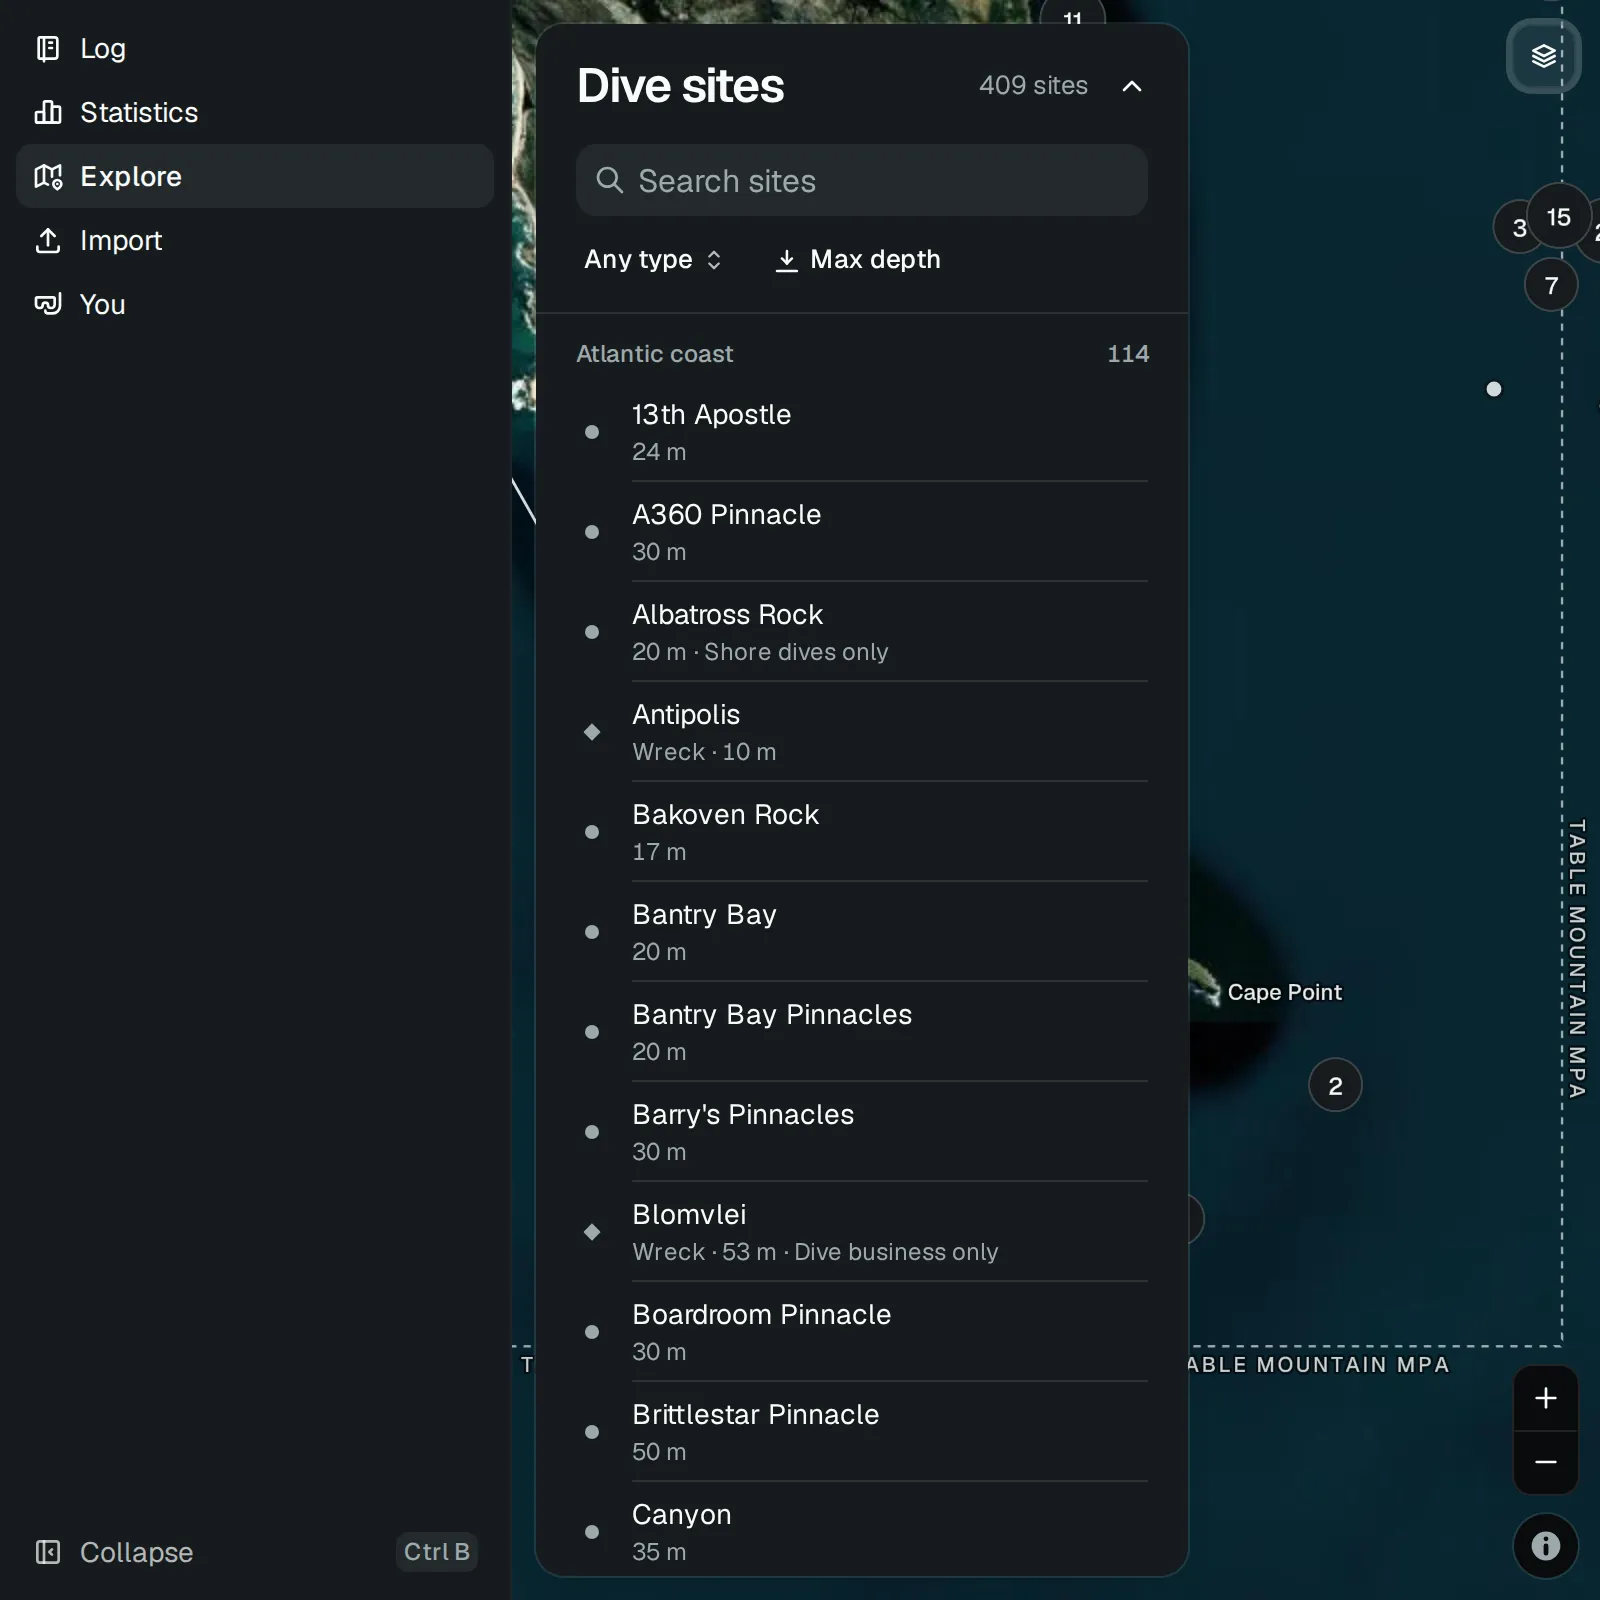 Log
Statistics
Explore
Import
You
Collapse
Ctrl B
Dive sites
409 sites
Search sites
Any type
Max depth
Atlantic coast
114
13th Apostle
24 m
A360 Pinnacle
30 m
Albatross Rock
20 m · Shore dives only
Antipolis
Wreck · 10 m
Bakoven Rock
17 m
Bantry Bay
20 m
Bantry Bay Pinnacles
20 m
Barry's Pinnacles
30 m
Blomvlei
Wreck · 53 m · Dive business only
Boardroom Pinnacle
30 m
Brittlestar Pinnacle
50 m
Canyon
35 m
11
3
15
7
TABLE MOUNTAIN MPA
Cape Point
2
ABLE MOUNTAIN MPA